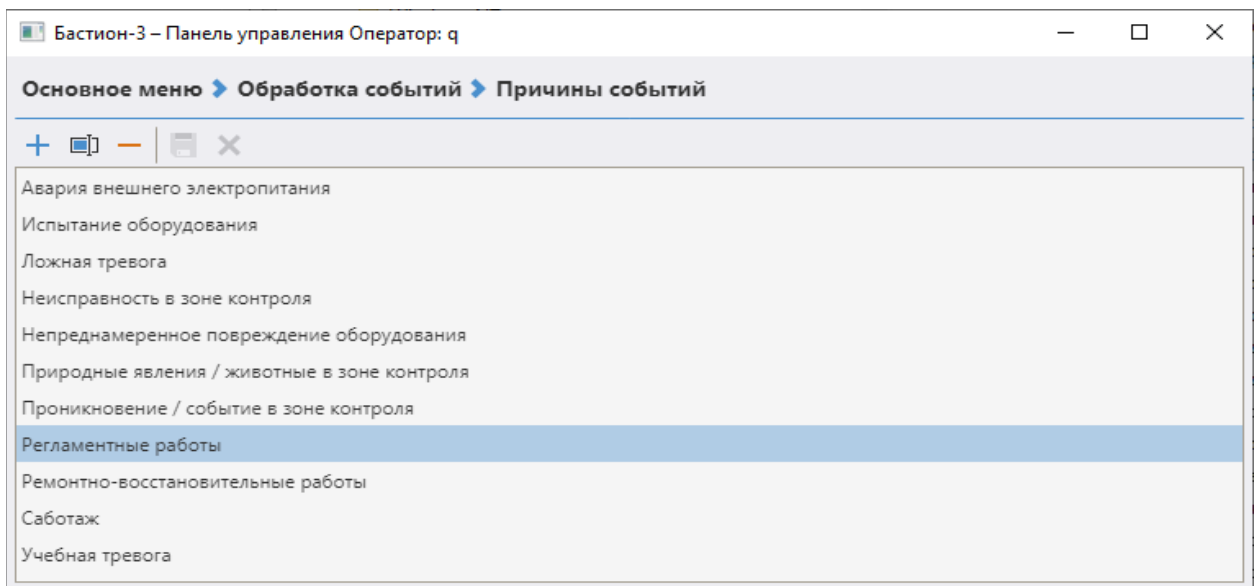 Бастион-3 – Панель управления Оператор: q
Основное меню Обработка событий Причины событий
Авария внешнего электропитания
Испытание оборудования
Ложная тревога
Неисправность в зоне контроля
Непреднамеренное повреждение оборудования
Природные явления / животные в зоне контроля
Проникновение / событие в зоне контроля
Регламентные работы
Ремонтно-восстановительные работы
Саботаж
Учебная тревога